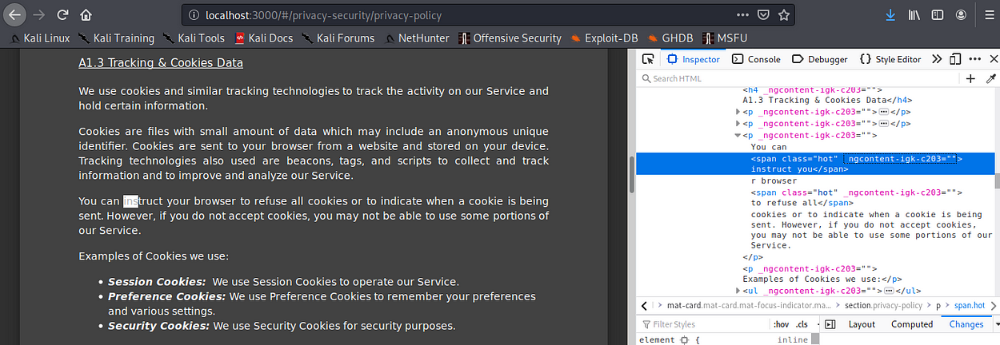 localhost:3000/#/privacy-security/privacy-policy
Kali Linux Kali Training Kali Tools Kali Docs Kali Forums NetHunter Offensive Security Exploit-DB GHDB MSFU
A1.3 Tracking & Cookies Data
We use cookies and similar tracking technologies to track the activity on our Service and
hold certain information.
Cookies are files with small amount of data which may include an anonymous unique
identifier. Cookies are sent to your browser from a website and stored on your device.
Tracking technologies also used are beacons, tags, and scripts to collect and track
information and to improve and analyze our Service.
You can instruct your browser to refuse all cookies or to indicate when a cookie is being
sent. However, if you do not accept cookies, you may not be able to use some portions of
our Service.
Examples of Cookies we use:
• Session Cookies: We use Session Cookies to operate our Service.
• Preference Cookies: We use Preference Cookies to remember your preferences
and various settings.
• Security Cookies: We use Security Cookies for security purposes.
Inspector Console Debugger Style Editor
Search HTML
<h4 _ngcontent-igk-c203="">
A1.3 Tracking & Cookies Data</h4>
<p _ngcontent-igk-c203="">···</p>
<p _ngcontent-igk-c203="">···</p>
<p _ngcontent-igk-c203="">
You can
<span class="hot" _ngcontent-igk-c203="">
instruct you</span>
r browser
<span class="hot" _ngcontent-igk-c203="">
to refuse all</span>
cookies or to indicate when a cookie is being
sent. However, if you do not accept cookies,
you may not be able to use some portions of our
Service.
</p>
<p _ngcontent-igk-c203="">
Examples of Cookies we use:</p>
<ul _ngcontent-igk-c203="">···</ul>
mat-card.mat-card.mat-focus-indicator.ma… section.privacy-policy p span.hot
Filter Styles :hov .cls Layout Computed Changes
element { inline